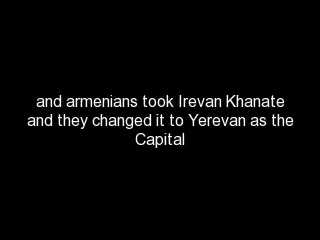 and armenians took Irevan Khanate
and they changed it to Yerevan as the
Capital